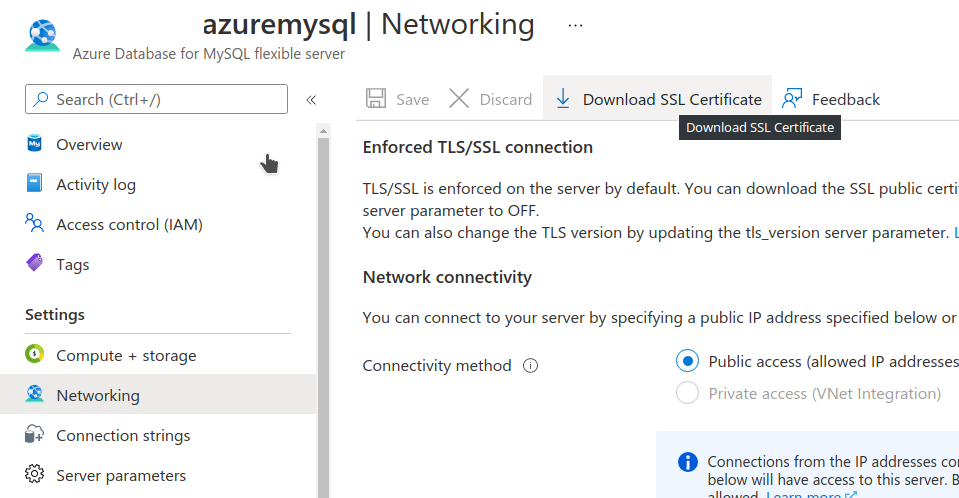 azuremysql | Networking ...
Azure Database for MySQL flexible server
Search (Ctrl+/)
«
Save
Discard
Download SSL Certificate
Feedback
Download SSL Certificate
My
Overview
Activity log
Access control (IAM)
Tags
Settings
Compute + storage
Networking
Connection strings
Server parameters
Enforced TLS/SSL connection
TLS/SSL is enforced on the server by default. You can download the SSL public certi
server parameter to OFF.
You can also change the TLS version by updating the tls_version server parameter. L
Network connectivity
You can connect to your server by specifying a public IP address specified below or
Connectivity method
Public access (allowed IP addresses
Private access (VNet Integration)
Connections from the IP addresses co
below will have access to this server. B
allowed. Learn more